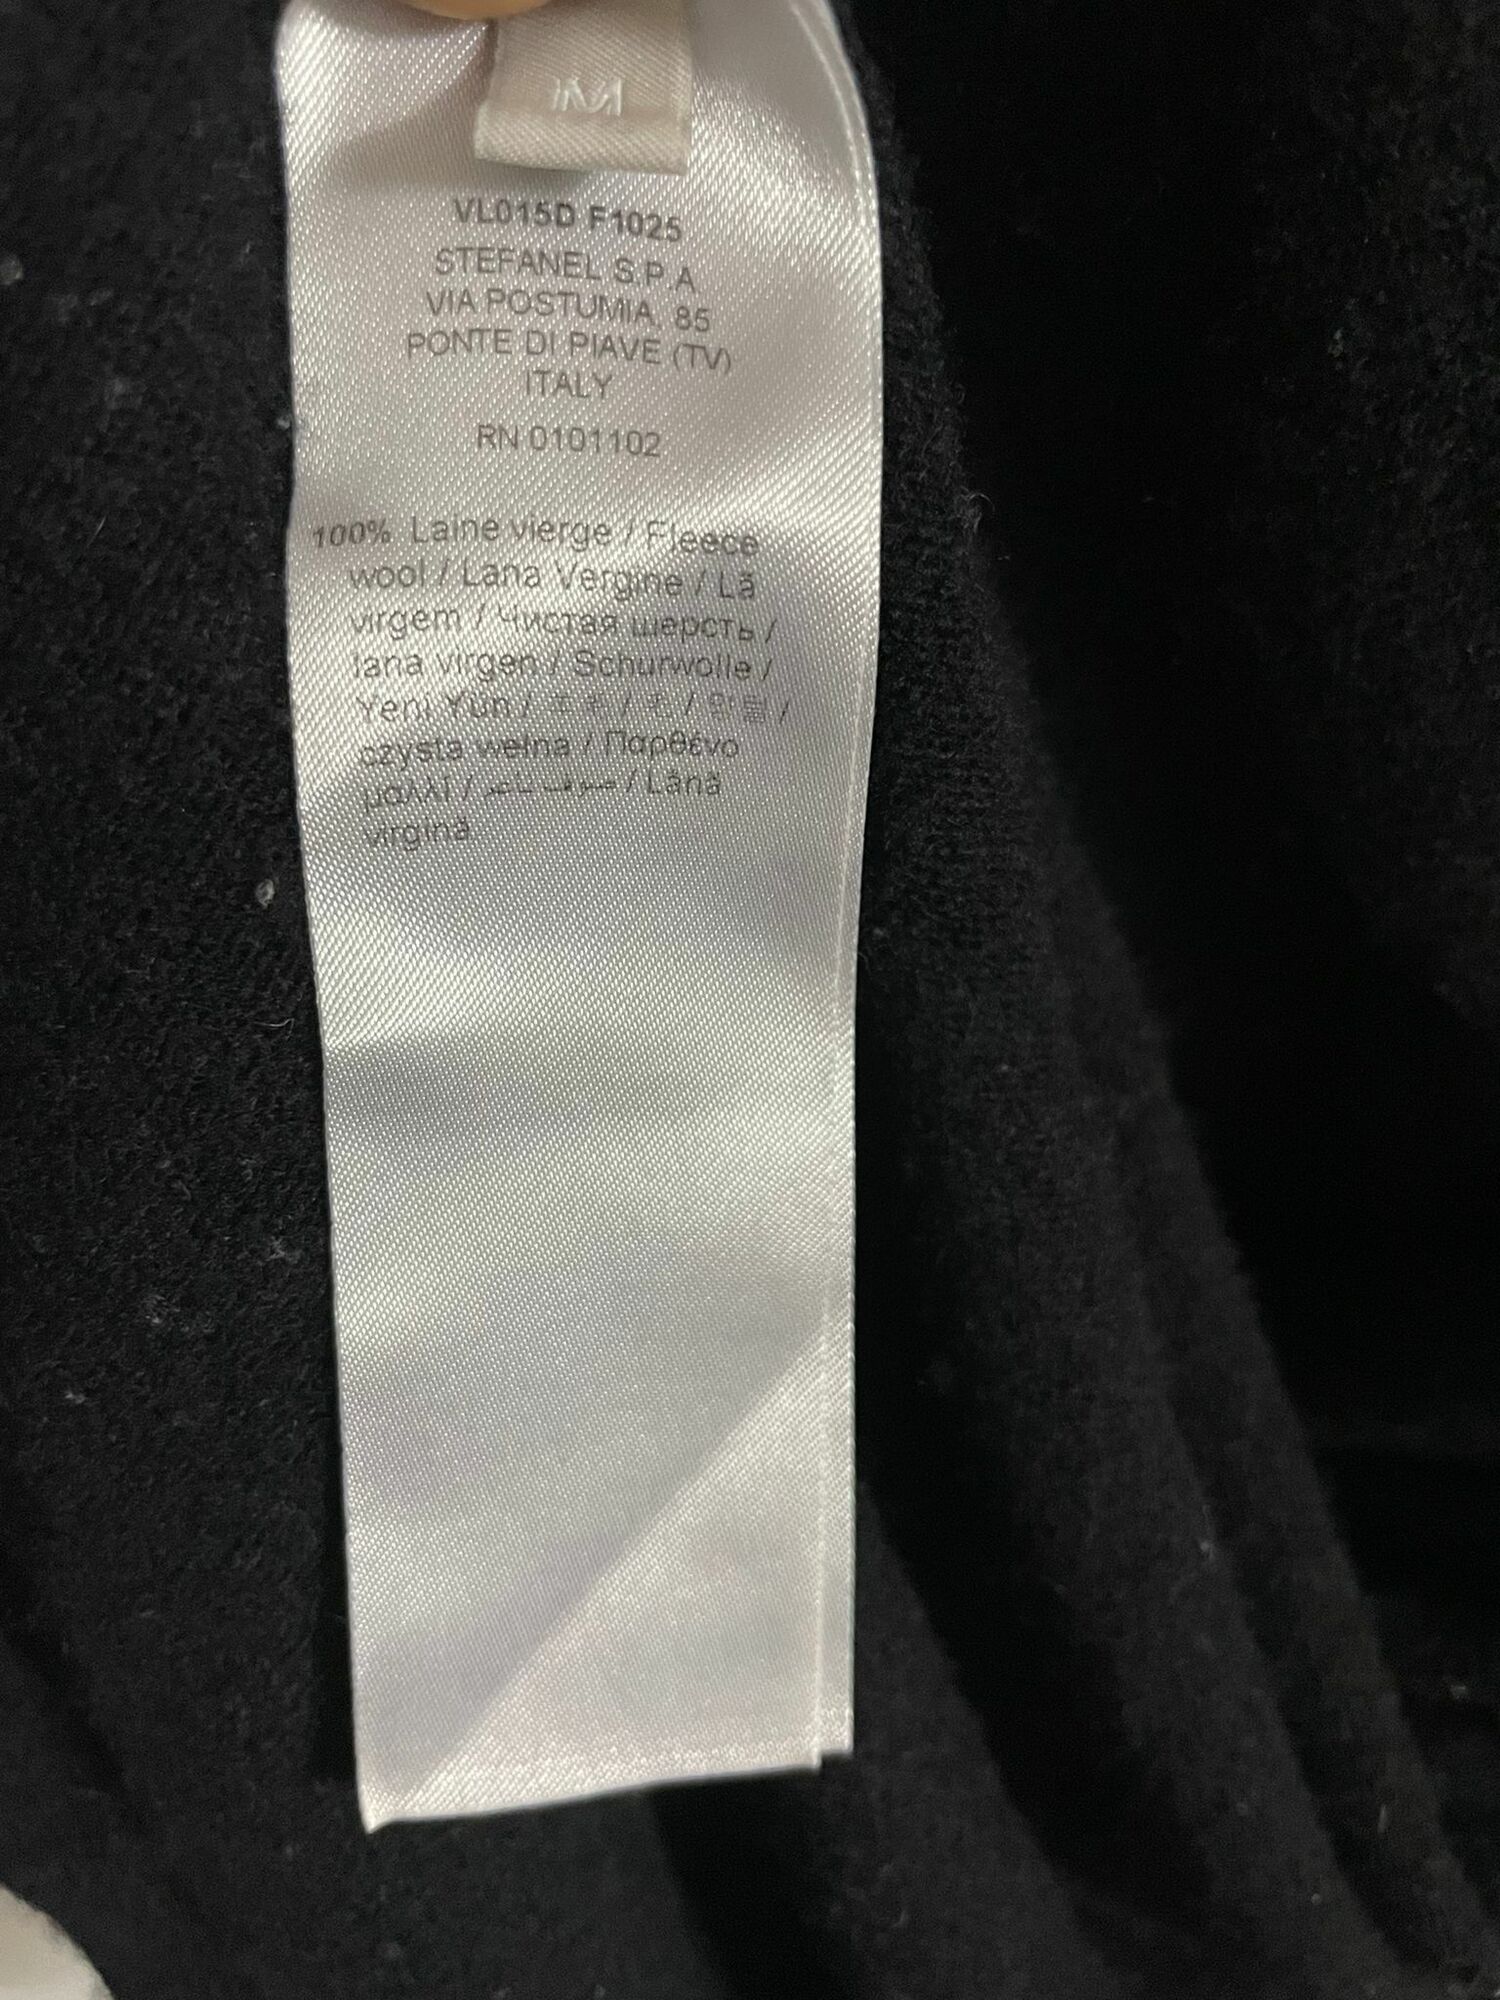 M
VL015D F1025
STEFANEL S.P.A
VIA POSTUMIA, 85
PONTE DI PIAVE (TV)
ITALY
RN 0101102
100% Laine vierge / Fleece
wool / Lana Vergine / Lã
virgem / Чистая шерсть /
lana virgen / Schurwolle /
Yeni Yün / / /
czysta wełna / Παρθένο
μαλλί / / Lână
virgină